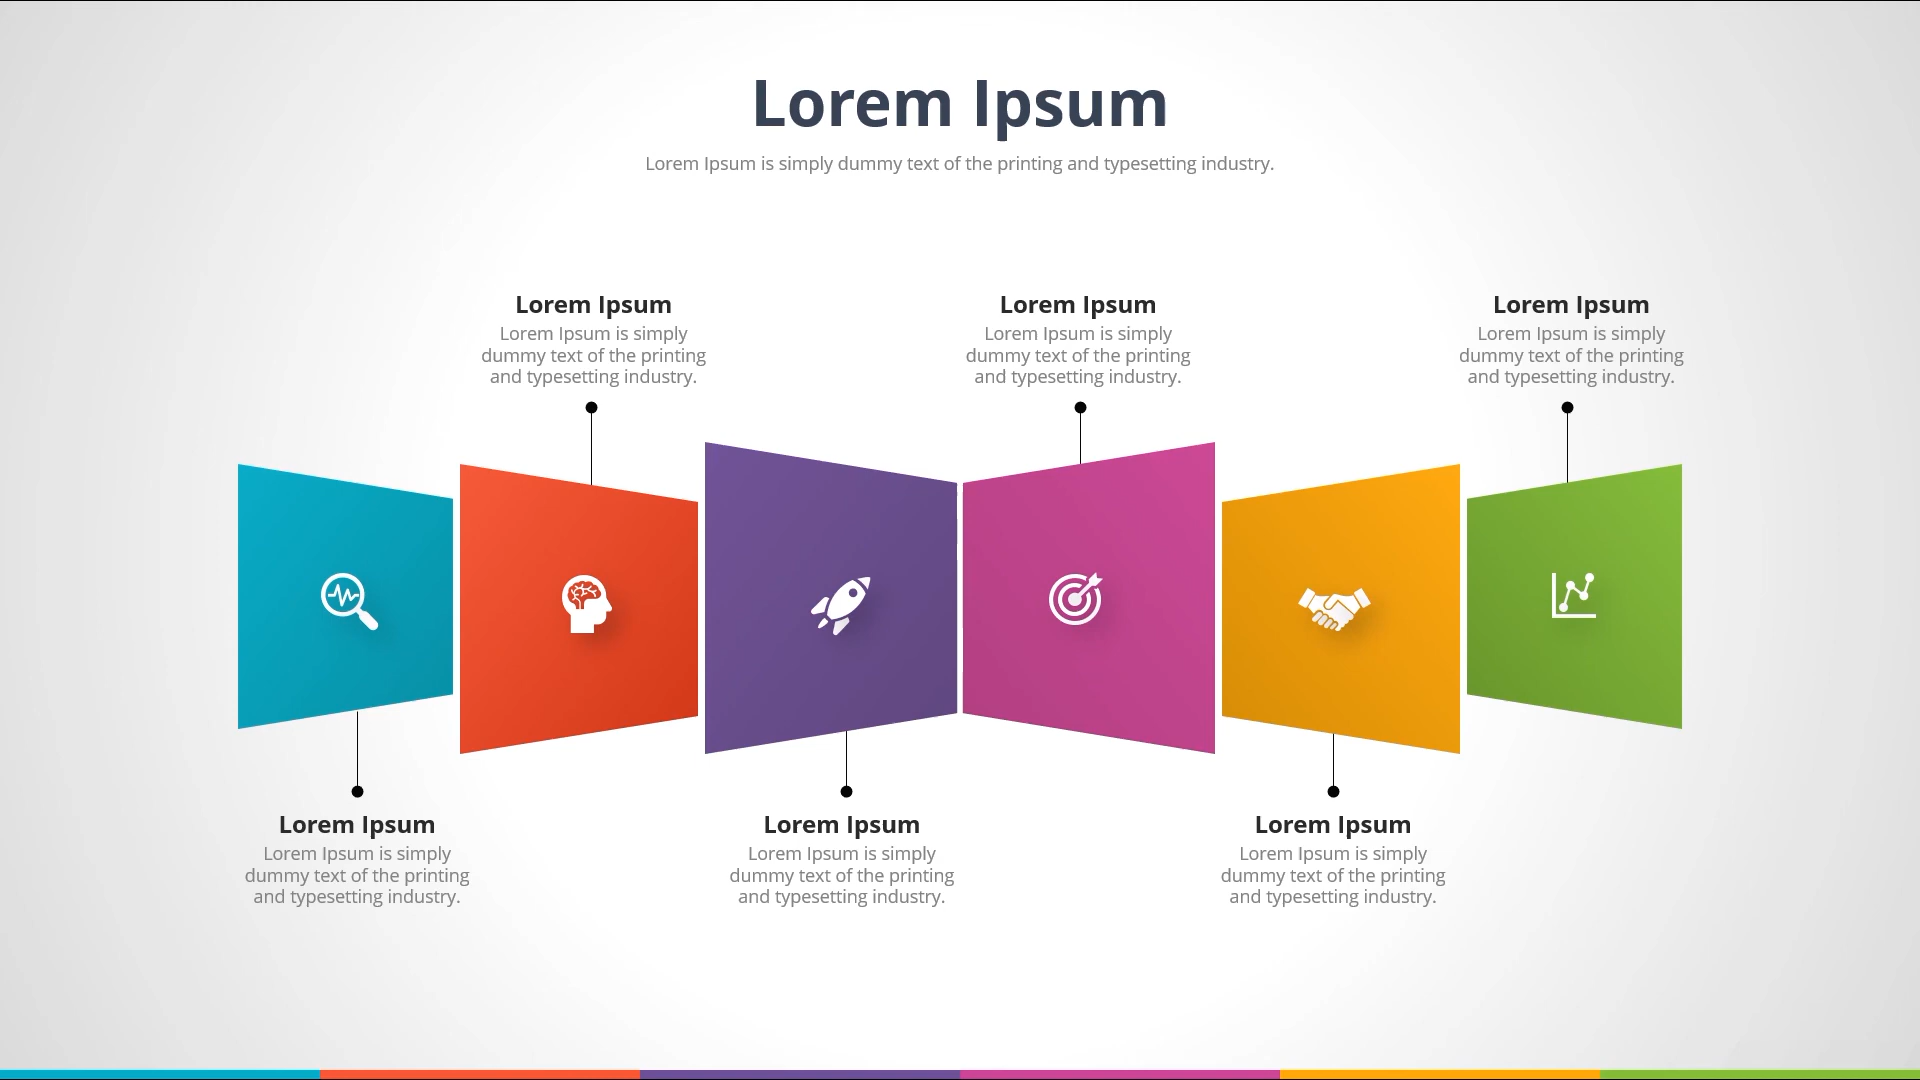 Lorem Ipsum
Lorem Ipsum is simply dummy text of the printing and typesetting industry.
Lorem Ipsum
Lorem Ipsum is simply
dummy text of the printing
and typesetting industry.
Lorem Ipsum
Lorem Ipsum is simply
dummy text of the printing
and typesetting industry.
Lorem Ipsum
Lorem Ipsum is simply
dummy text of the printing
and typesetting industry.
Lorem Ipsum
Lorem Ipsum is simply
dummy text of the printing
and typesetting industry.
Lorem Ipsum
Lorem Ipsum is simply
dummy text of the printing
and typesetting industry.
Lorem Ipsum
Lorem Ipsum is simply
dummy text of the printing
and typesetting industry.